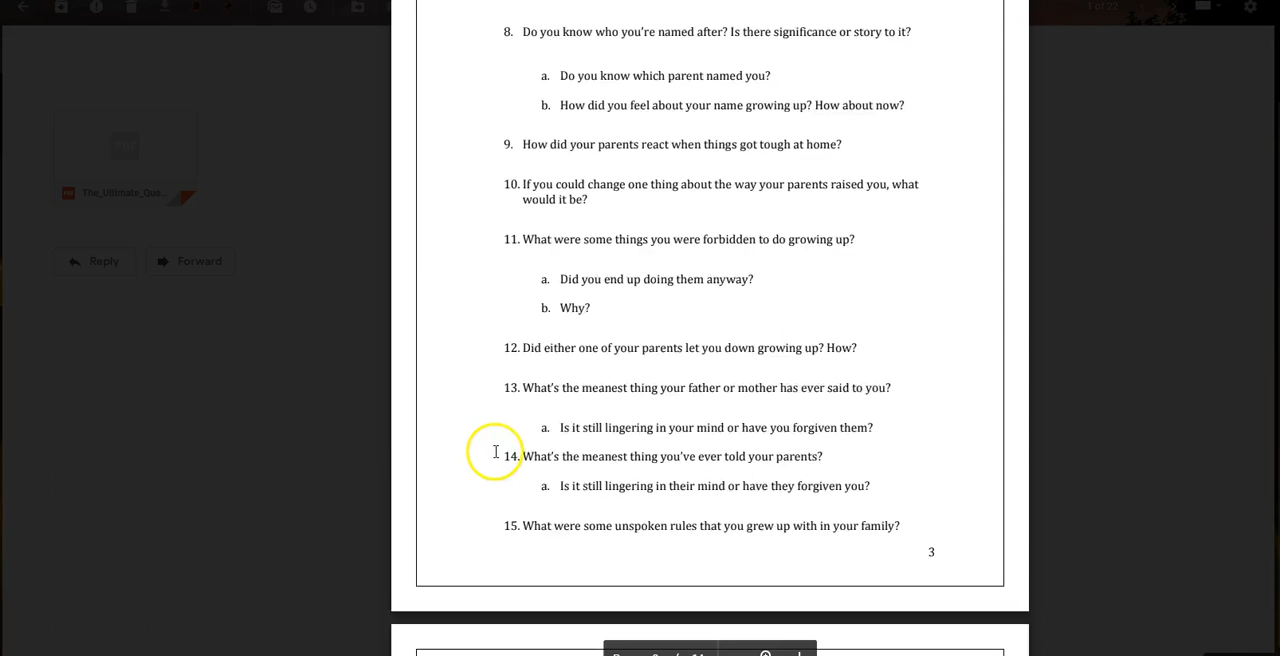 1 of 22
8. Do you know who you're named after? Is there significance or story to it?
a. Do you know which parent named you?
b. How did you feel about your name growing up? How about now?
9. How did your parents react when things got tough at home?
10. If you could change one thing about the way your parents raised you, what
would it be?
11. What were some things you were forbidden to do growing up?
a. Did you end up doing them anyway?
b. Why?
12. Did either one of your parents let you down growing up? How?
13. What's the meanest thing your father or mother has ever said to you?
a. Is it still lingering in your mind or have you forgiven them?
14. What's the meanest thing you've ever told your parents?
a. Is it still lingering in their mind or have they forgiven you?
15. What were some unspoken rules that you grew up with in your family?
3
The_Ultimate_Que...
Reply
Forward